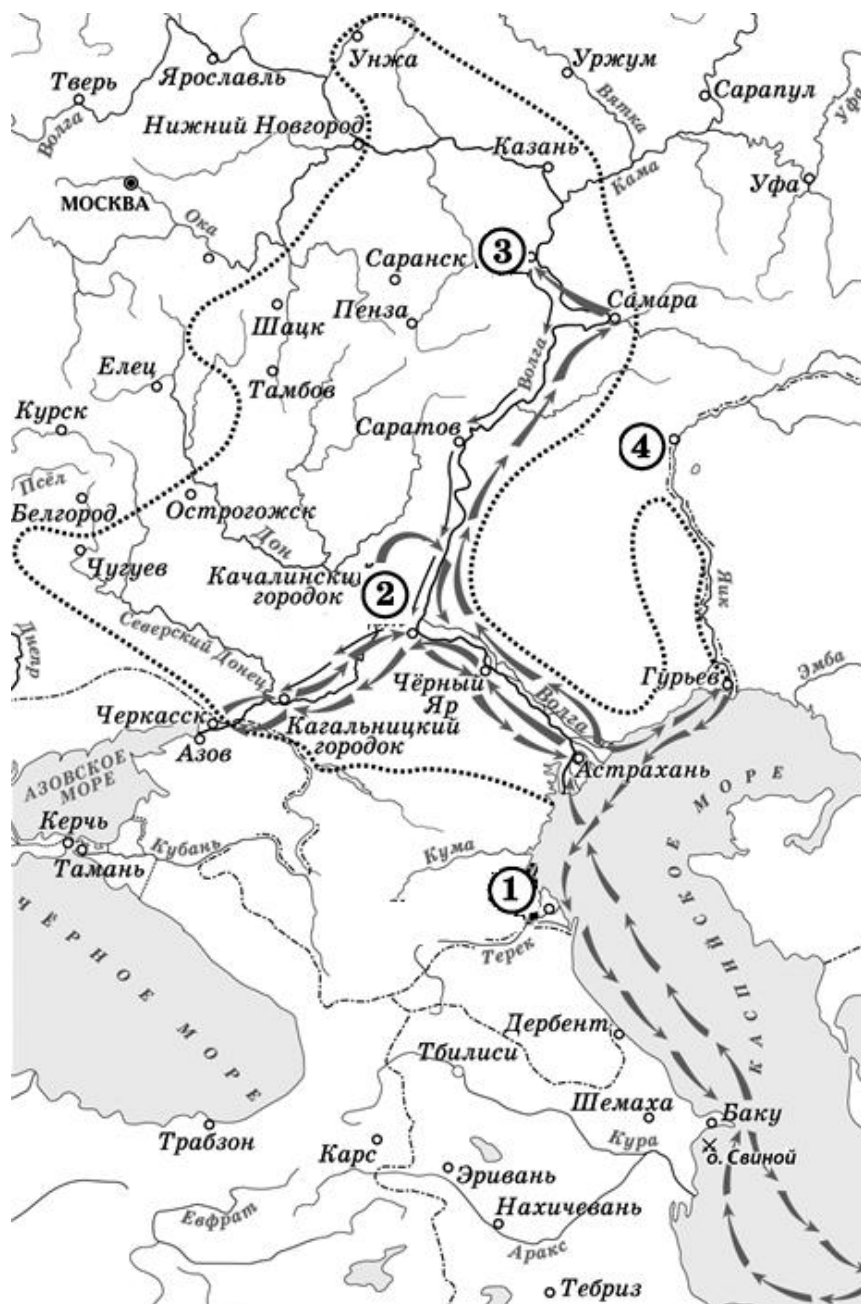 Унжа
Уржум
Ярославль
Тверь
Сарапул
Волга
Вятка
Уфа
Нижний Новгород
Казань
Кама
Уфа
МОСКВА
Ока
3
Саранск
Самара
Шацк
Пенза
Волга
Елец
Тамбов
Курск
Саратов
4
Псёл
Белгород
Острогожск
Дон
Чугуев
Качалинский
городок
2
Яик
Днепр
Северский Донец
Гурьев
Эмба
Чёрный
Яр
Волга
Черкасск
Кагальницкий
городок
Азов
Астрахань
АЗОВСКОЕ
МОРЕ
Керчь
Тамань
Кубань
Кума
1
Терек
КАСПИЙСКОЕ МОРЕ
ЧЁРНОЕ МОРЕ
Дербент
Тбилиси
Шемаха
Баку
Трабзон
Карс
Кура
о. Свиной
Эривань
Нахичевань
Евфрат
Аракс
Тебриз